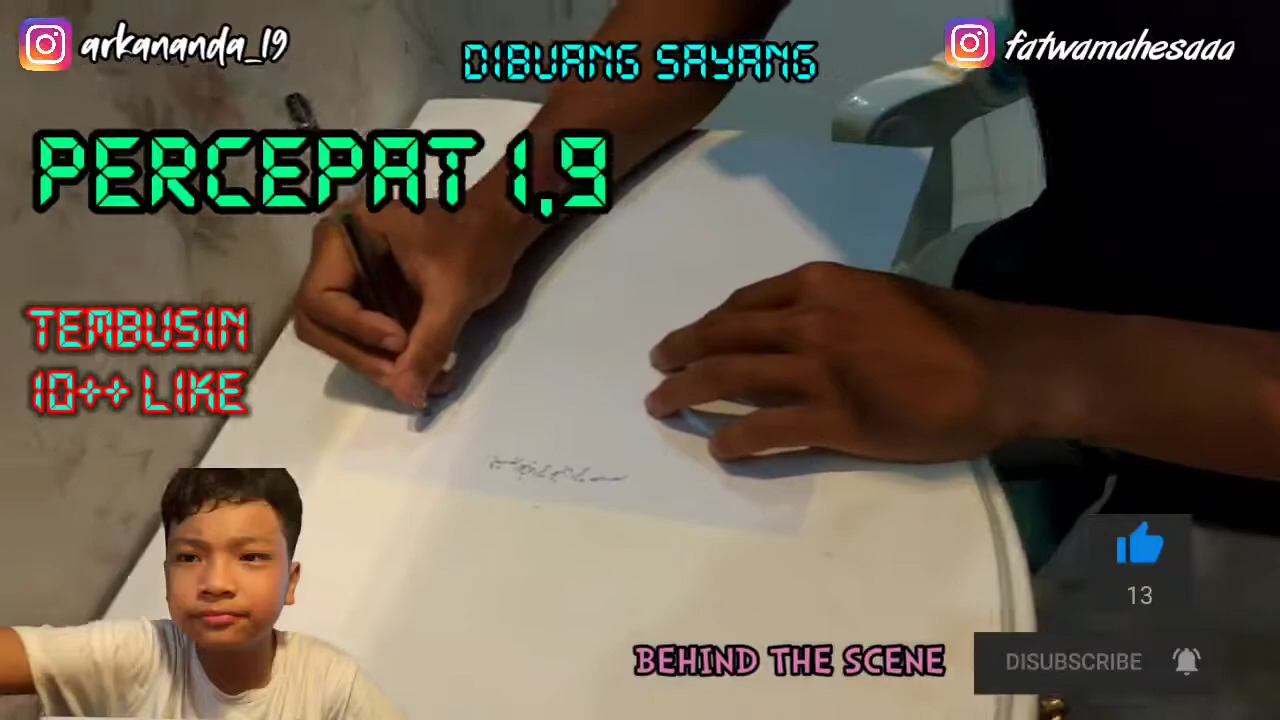 arkananda_19
DIBUANG SAYANG
fatwamahesaaa
PERCEPAT 1,9
TEMBUSIN
10++ LIKE
13
BEHIND THE SCENE
DISUBSCRIBE